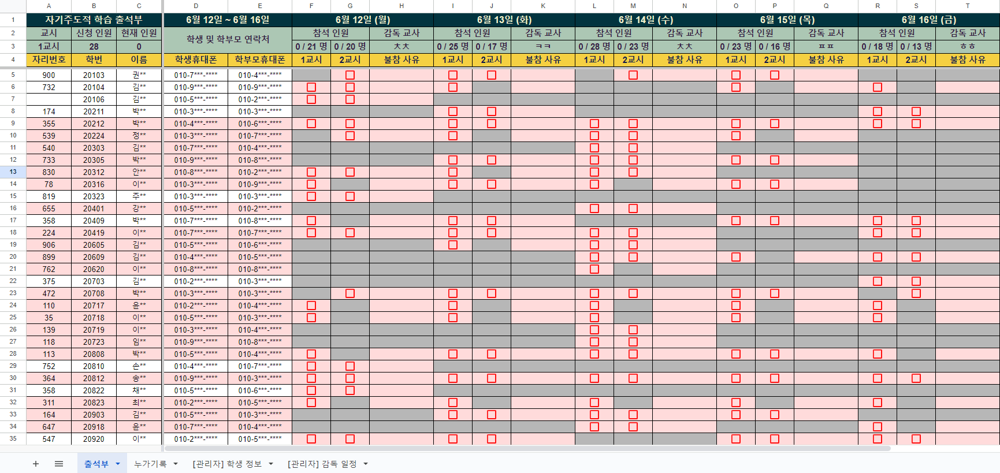 A B C D E F G H I J K L M N O P Q R S T
1 자기주도적 학습 출석부 6월 12일 ~ 6월 16일 6월 12일 (월) 6월 13일 (화) 6월 14일 (수) 6월 15일 (목) 6월 16일 (금)
2 교시 신청 인원 현재 인원 학생 및 학부모 연락처 참석 인원 감독 교사 참석 인원 감독 교사 참석 인원 감독 교사 참석 인원 감독 교사 참석 인원 감독 교사
3 1교시 28 0 0 / 21 명 0 / 20 명 ㅊㅊ 0 / 25 명 0 / 17 명 ㅋㅋ 0 / 28 명 0 / 23 명 ㅊㅊ 0 / 23 명 0 / 16 명 ㅍㅍ 0 / 18 명 0 / 13 명 ㅎㅎ
4 자리번호 학번 이름 학생휴대폰 학부모휴대폰 1교시 2교시 불참 사유 1교시 2교시 불참 사유 1교시 2교시 불참 사유 1교시 2교시 불참 사유 1교시 2교시 불참 사유
5 900 20103 권** 010-7***-**** 010-4***-****
6 732 20104 김** 010-9***-**** 010-9***-****
7 20106 김** 010-5***-**** 010-2***-****
8 174 20211 박** 010-3***-**** 010-3***-****
9 355 20212 박** 010-4***-**** 010-6***-****
10 539 20224 정** 010-3***-**** 010-7***-****
11 540 20303 김** 010-7***-**** 010-4***-****
12 733 20305 박** 010-9***-**** 010-8***-****
13 830 20312 안** 010-8***-**** 010-2***-****
14 78 20316 이** 010-3***-**** 010-9***-****
15 819 20323 주** 010-3***-**** 010-3***-****
16 655 20401 강** 010-5***-**** 010-2***-****
17 358 20409 박** 010-7***-**** 010-8***-****
18 224 20419 이** 010-7***-**** 010-7***-****
19 906 20605 김** 010-5***-**** 010-6***-****
20 899 20609 김** 010-4***-**** 010-5***-****
21 762 20620 이** 010-8***-**** 010-8***-****
22 375 20703 김** 010-2***-**** 010-3***-****
23 472 20708 박** 010-3***-**** 010-3***-****
24 110 20717 윤** 010-2***-**** 010-4***-****
25 35 20718 이** 010-5***-**** 010-3***-****
26 139 20719 이** 010-3***-**** 010-4***-****
27 118 20723 임** 010-9***-**** 010-8***-****
28 113 20808 박** 010-5***-**** 010-4***-****
29 752 20810 손** 010-4***-**** 010-7***-****
30 364 20812 송** 010-9***-**** 010-3***-****
31 358 20822 채** 010-5***-**** 010-6***-****
32 311 20823 최** 010-2***-**** 010-5***-****
33 164 20903 김** 010-5***-**** 010-3***-****
34 647 20918 윤** 010-7***-**** 010-4***-****
35 547 20920 이** 010-2***-**** 010-5***-****
출석부 누가기록 [관리자] 학생 정보 [관리자] 감독 일정